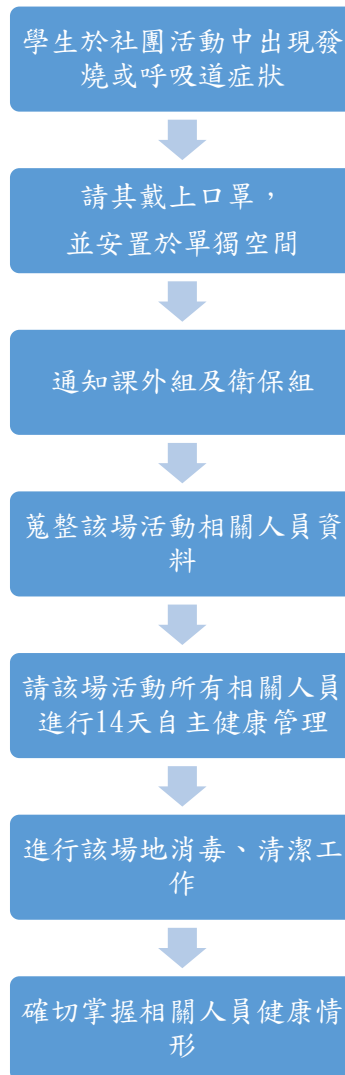 學生於社團活動中出現發
燒或呼吸道症狀
請其戴上口罩，
並安置於單獨空間
通知課外組及衛保組
蒐整該場活動相關人員資
料
請該場活動所有相關人員
進行14天自主健康管理
進行該場地消毒、清潔工
作
確切掌握相關人員健康情
形